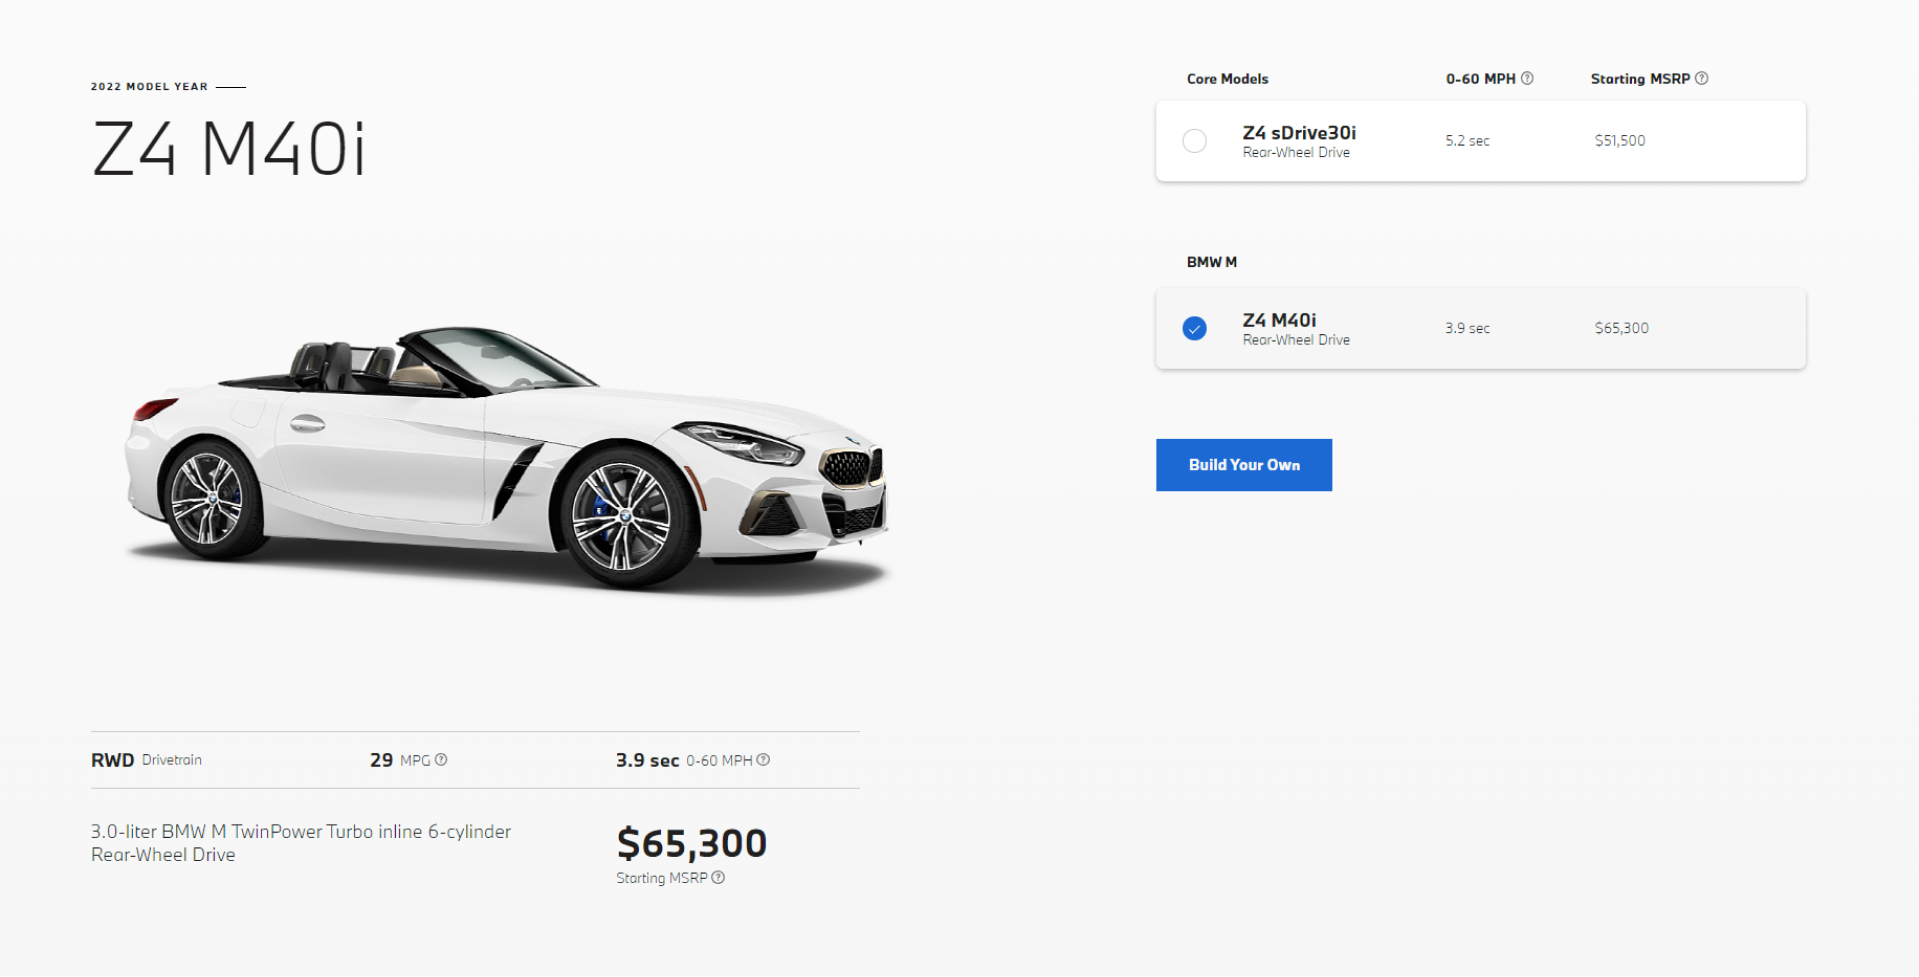 2022 MODEL YEAR
Z4 M40i
RWD Drivetrain
29 MPG
3.9 sec 0-60 MPH
3.0-liter BMW M TwinPower Turbo inline 6-cylinder
Rear-Wheel Drive
$65,300
Starting MSRP
Core Models 0-60 MPH Starting MSRP
Z4 sDrive30i
Rear-Wheel Drive
5.2 sec
$51,500
BMW M
Z4 M40i
Rear-Wheel Drive
3.9 sec
$65,300
Build Your Own